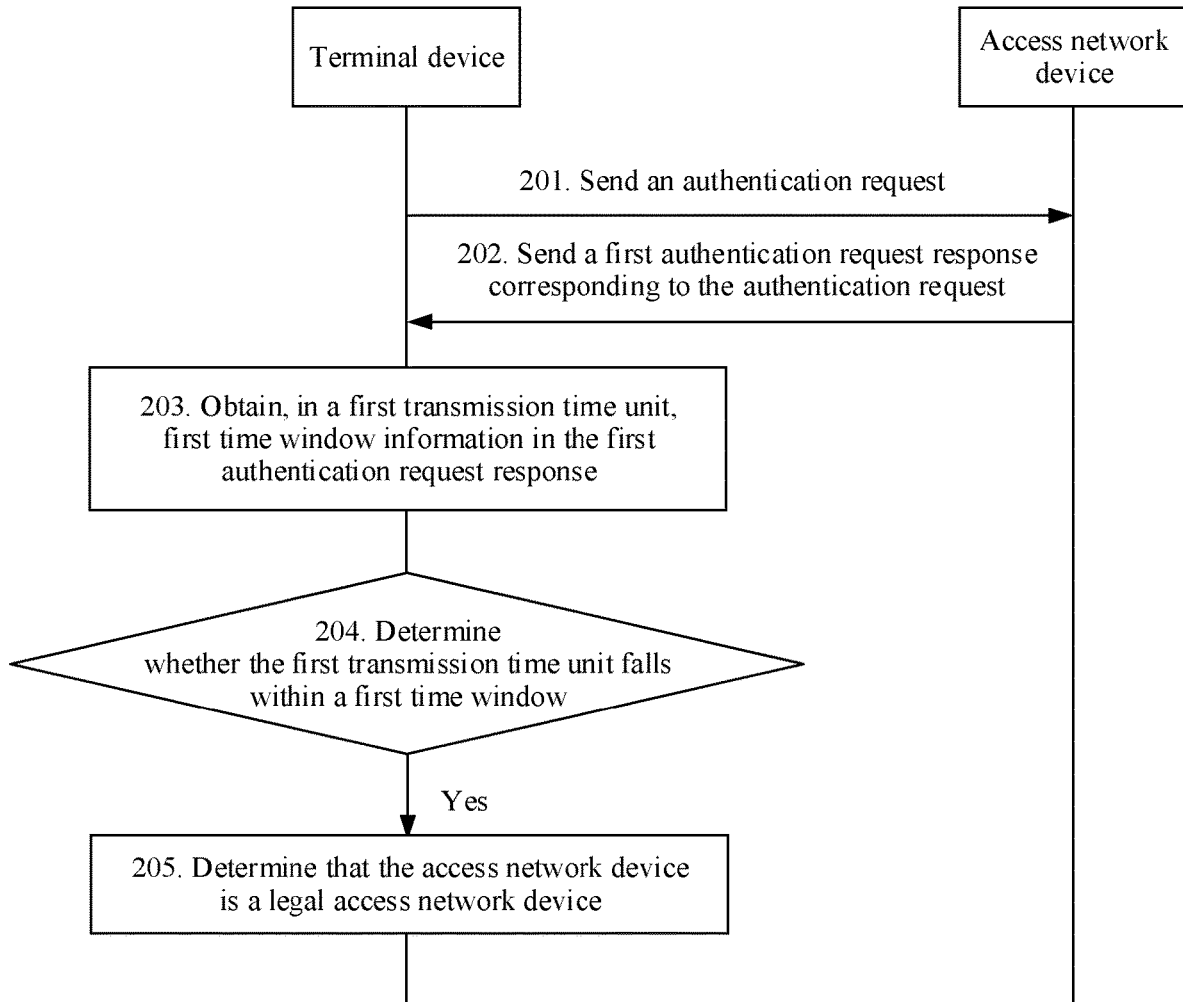 Terminal device
Access network
device
201. Send an authentication request
202. Send a first authentication request response
corresponding to the authentication request
203. Obtain, in a first transmission time unit,
first time window information in the first
authentication request response
204. Determine
whether the first transmission time unit falls
within a first time window
Yes
205. Determine that the access network device
is a legal access network device